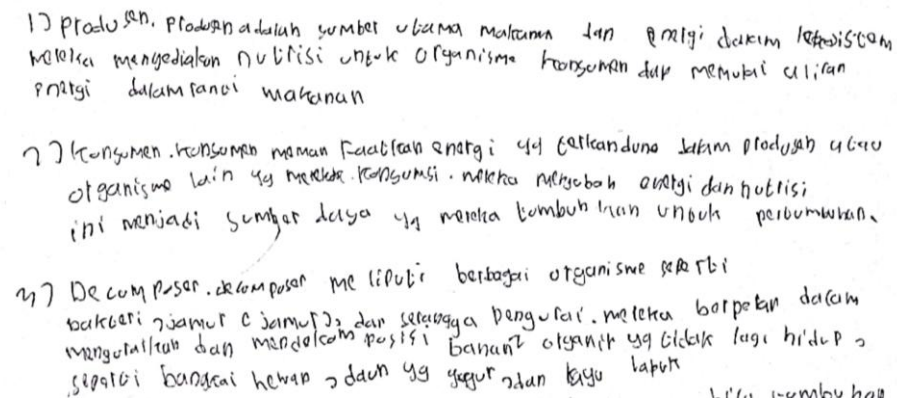 1) produsen. Produsen adalah sumber utama makanan dan energi dalam ekosistem
mereka menyediakan nutrisi untuk organisme konsumen dan memulai aliran
energi dalam rantai makanan
2) Konsumen. konsumen memanfaatkan energi yg terkandung dalam produsen atau
organisme lain yg mereka konsumsi. mereka mengubah energi dan nutrisi
ini menjadi sumber daya yg mereka tumbuhkan untuk pertumbuhan.
3) Decomposer. decomposer meliputi berbagai organisme seperti
bakteri, jamur (jamur), dan serangga pengurai. mereka berperan dalam
menguraikan dan mendekomposisi bahan² organik yg tidak lagi hidup,
seperti bangkai hewan, daun yg gugur, dan kayu lapuk